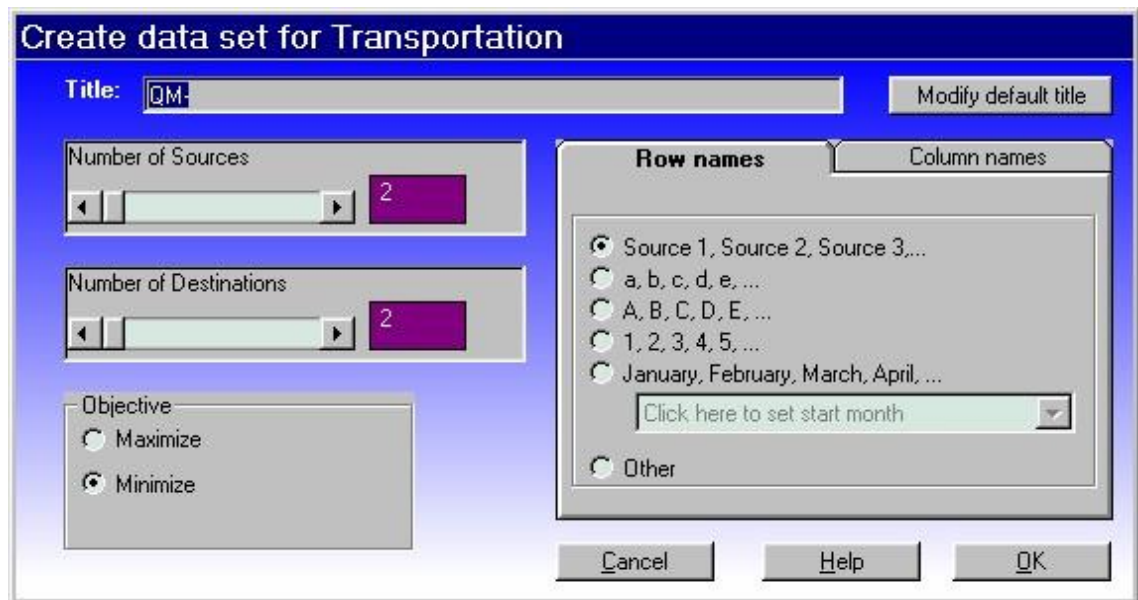 Create data set for Transportation
Title: QM-
Modify default title
Number of Sources
2
Number of Destinations
2
Objective
Maximize
Minimize
Row names
Column names
Source 1, Source 2, Source 3,...
a, b, c, d, e, ...
A, B, C, D, E, ...
1, 2, 3, 4, 5, ...
January, February, March, April, ...
Click here to set start month
Other
Cancel
Help
OK